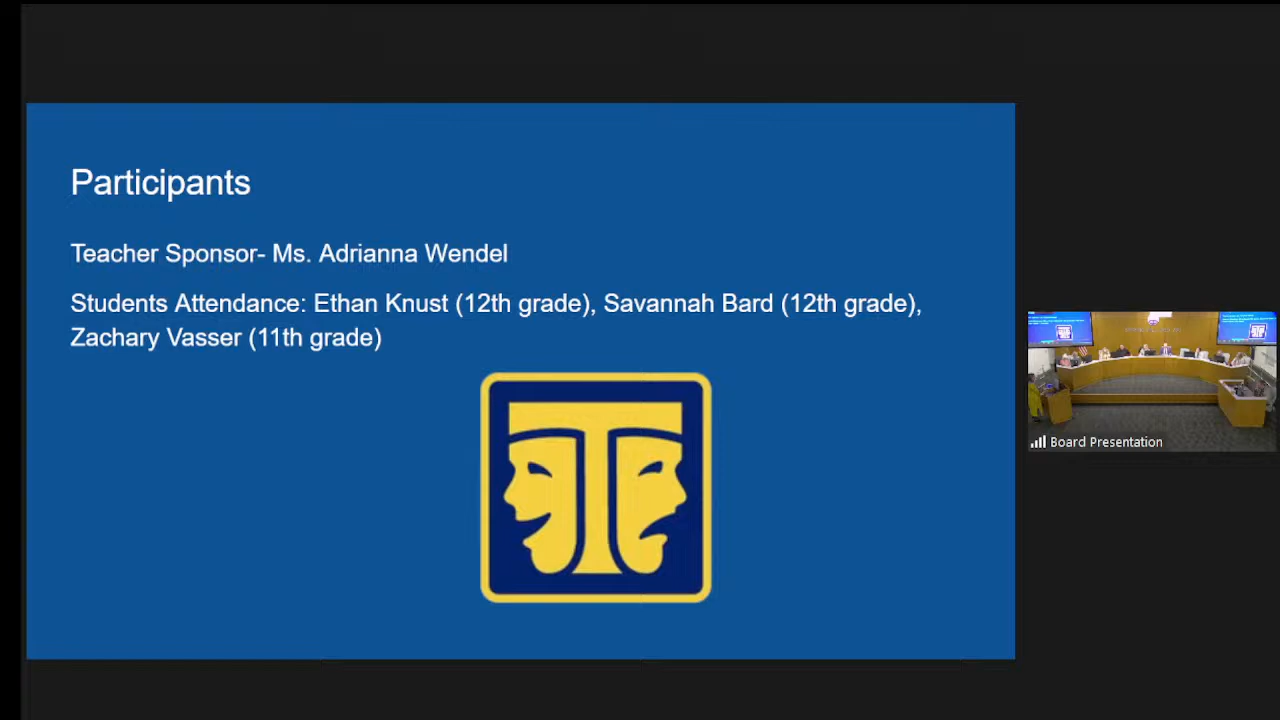 Participants
Teacher Sponsor- Ms. Adrianna Wendel
Students Attendance: Ethan Knust (12th grade), Savannah Bard (12th grade),
Zachary Vasser (11th grade)
Board Presentation